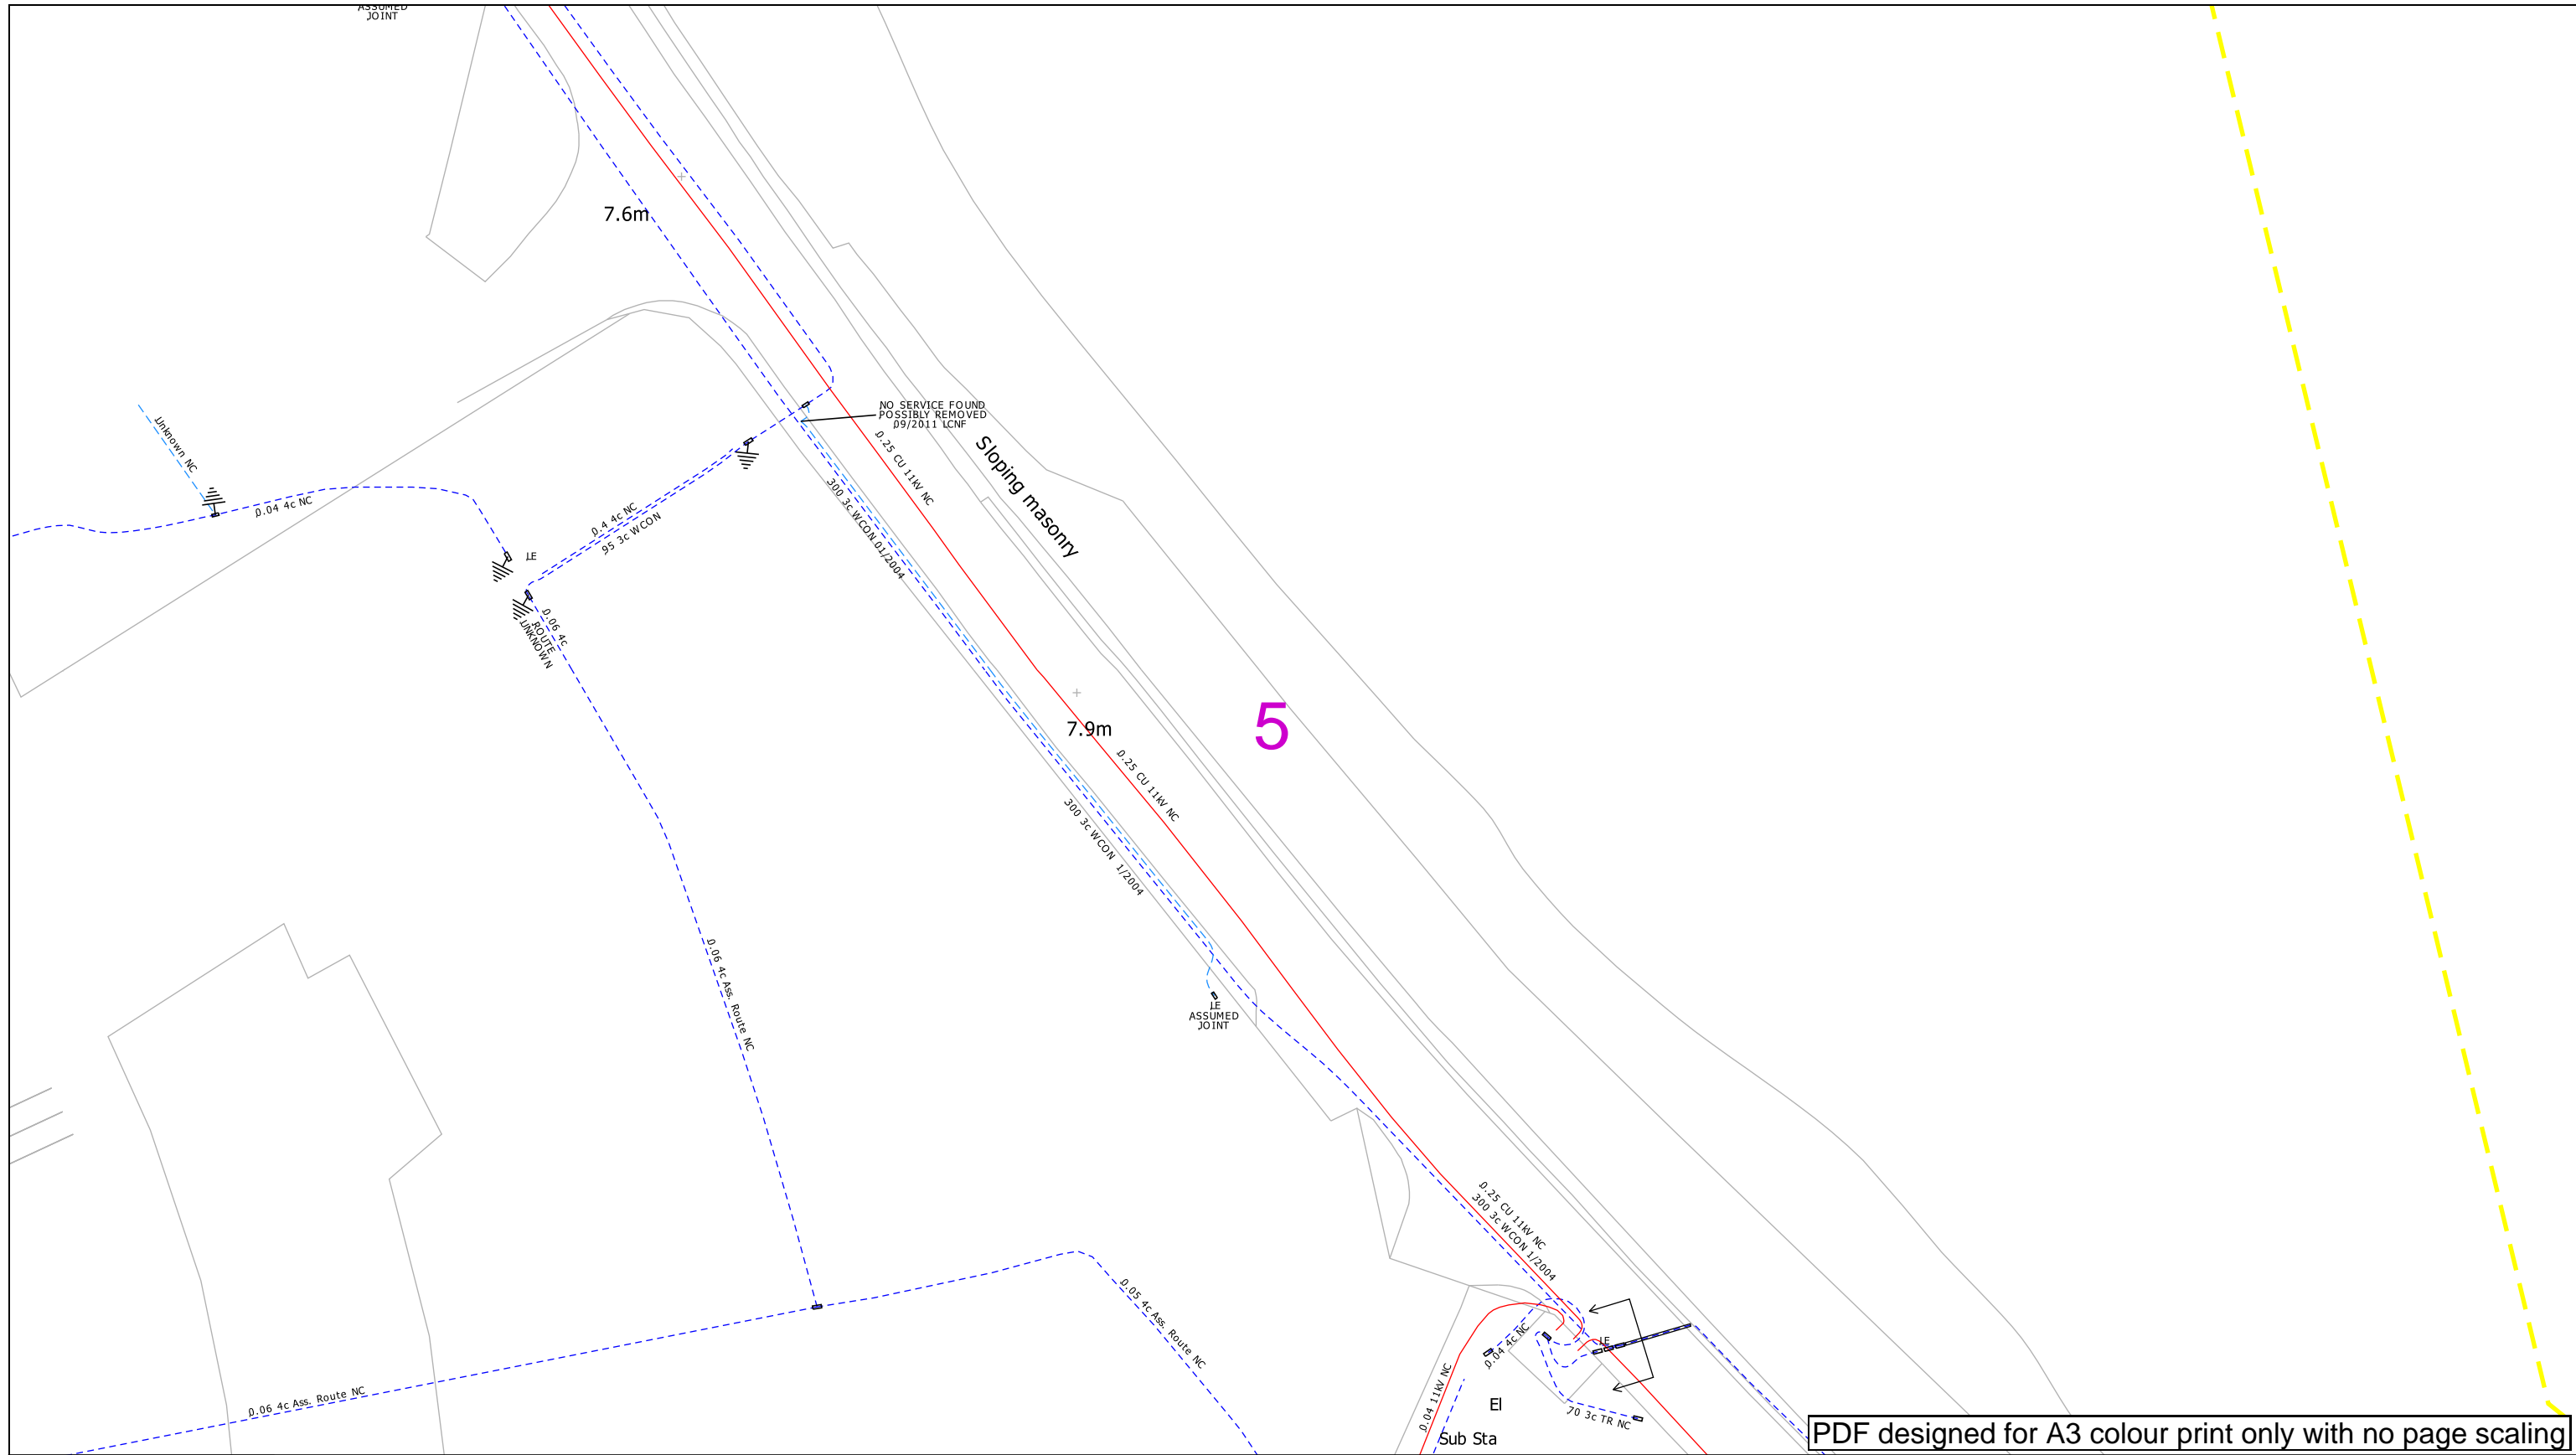 ASSUMED
JOINT
7.6m
NO SERVICE FOUND
POSSIBLY REMOVED
09/2011 LCNF
Unknown NC
0.04 4c NC
0.4 4c NC
95 3c WCON
LE
0.06 4c
ROUTE
UNKNOWN
0.25 CU 11kV NC
300 3c WCON 01/2004
Sloping masonry
5
7.9m
0.25 CU 11kV NC
300 3c WCON 1/2004
0.06 4c Ass. Route NC
LE
ASSUMED
JOINT
0.25 CU 11kV NC
300 3c WCON 1/2004
0.05 4c Ass. Route NC
0.06 4c Ass. Route NC
0.04 4c NC
LE
0.04 11kV NC
70 3c TR NC
El
Sub Sta
PDF designed for A3 colour print only with no page scaling